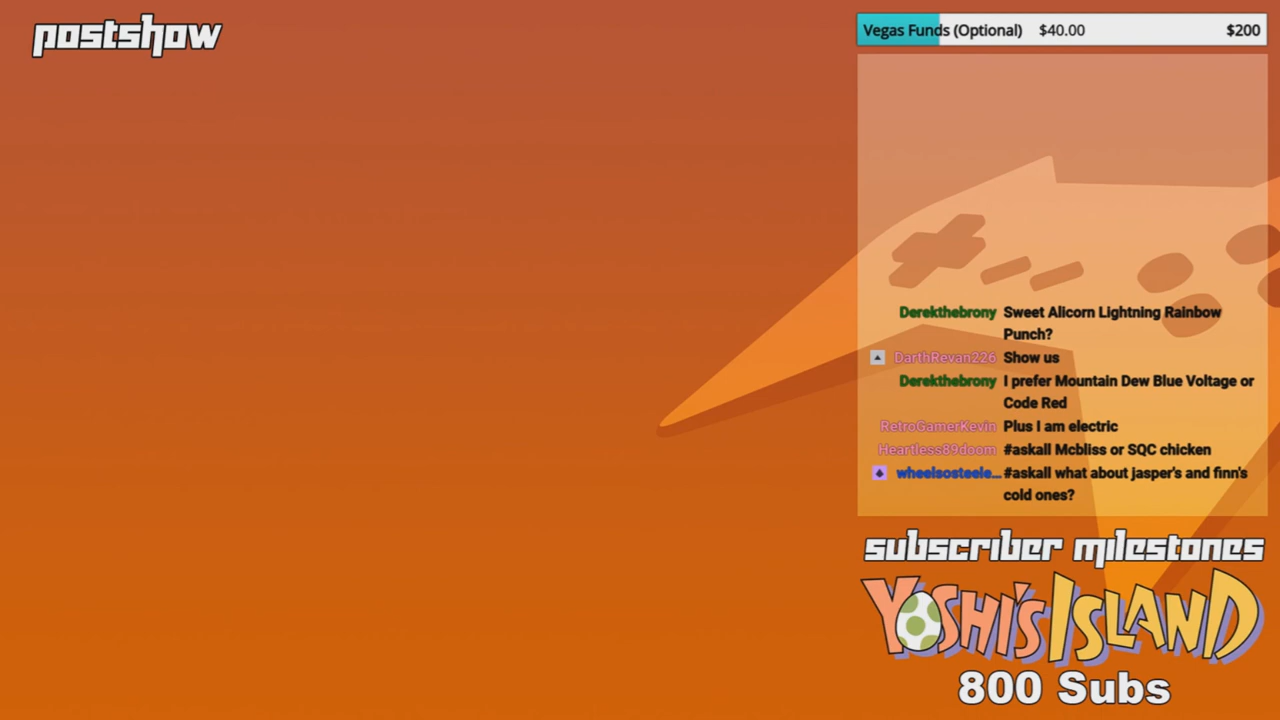 postshow
Vegas Funds (Optional) $40.00 $200
Derekthebrony Sweet Alicorn Lightning Rainbow
Punch?
DarthRevan226 Show us
Derekthebrony I prefer Mountain Dew Blue Voltage or
Code Red
RetroGamerKevin Plus I am electric
Heartless89doom #askall Mcbliss or SQC chicken
wheelsosteele... #askall what about jasper's and finn's
cold ones?
subscriber milestones
YOSHI'S ISLAND
800 Subs